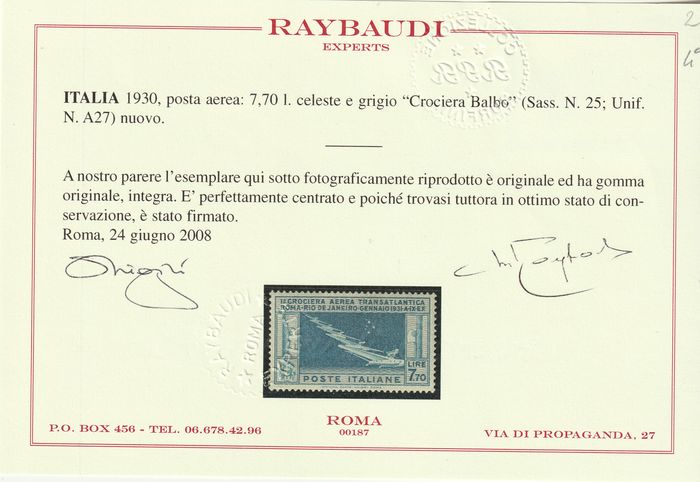 RAYBAUDI
EXPERTS
ITALIA 1930, posta aerea: 7,70 l. celeste e grigio “Crociera Balbo” (Sass. N. 25; Unif.
N. A27) nuovo.
A nostro parere l’esemplare qui sotto fotograficamente riprodotto è originale ed ha gomma
originale, integra. E’ perfettamente centrato e poiché trovasi tuttora in ottimo stato di con-
servazione, è stato firmato.
Roma, 24 giugno 2008
II CROCIERA AEREA TRANSATLANTICA
ROMA-RIO DE JANEIRO-GENNAIO 1931-A.IX.E.F.
LIRE
7.70
POSTE ITALIANE
RAYBAUDI
ROMA
P.O. BOX 456 - TEL. 06.678.42.96
ROMA
00187
VIA DI PROPAGANDA, 27